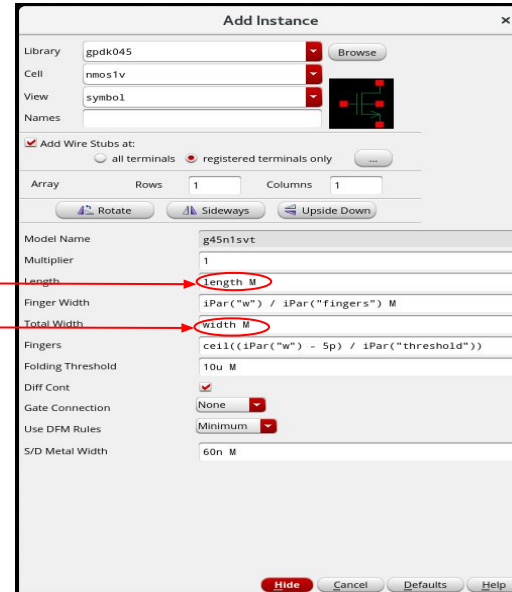 Add Instance ×
Library gpdk045 Browse
Cell nmos1v
View symbol
Names
Add Wire Stubs at:
all terminals registered terminals only ...
Array Rows 1 Columns 1
Rotate Sideways Upside Down
Model Name g45n1svt
Multiplier 1
Length length M
Finger Width iPar("w") / iPar("fingers") M
Total Width width M
Fingers ceil((iPar("w") - 5p) / iPar("threshold"))
Folding Threshold 10u M
Diff Cont
Gate Connection None
Use DFM Rules Minimum
S/D Metal Width 60n M
Hide Cancel Defaults Help